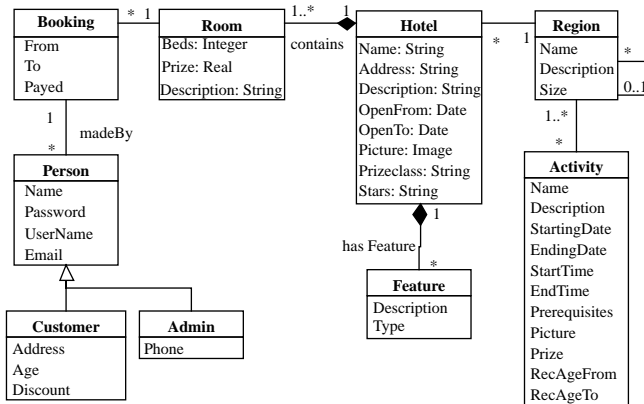 Booking
From
To
Payed
* 1
Room
Beds: Integer
Prize: Real
Description: String
1..* 1
contains
Hotel
Name: String
Address: String
Description: String
OpenFrom: Date
OpenTo: Date
Picture: Image
Prizeclass: String
Stars: String
* 1
Region
Name
Description
Size
*
0..1
1
madeBy
*
Person
Name
Password
UserName
Email
Customer
Address
Age
Discount
Admin
Phone
1
has Feature
*
Feature
Description
Type
1..*
*
Activity
Name
Description
StartingDate
EndingDate
StartTime
EndTime
Prerequisites
Picture
Prize
RecAgeFrom
RecAgeTo